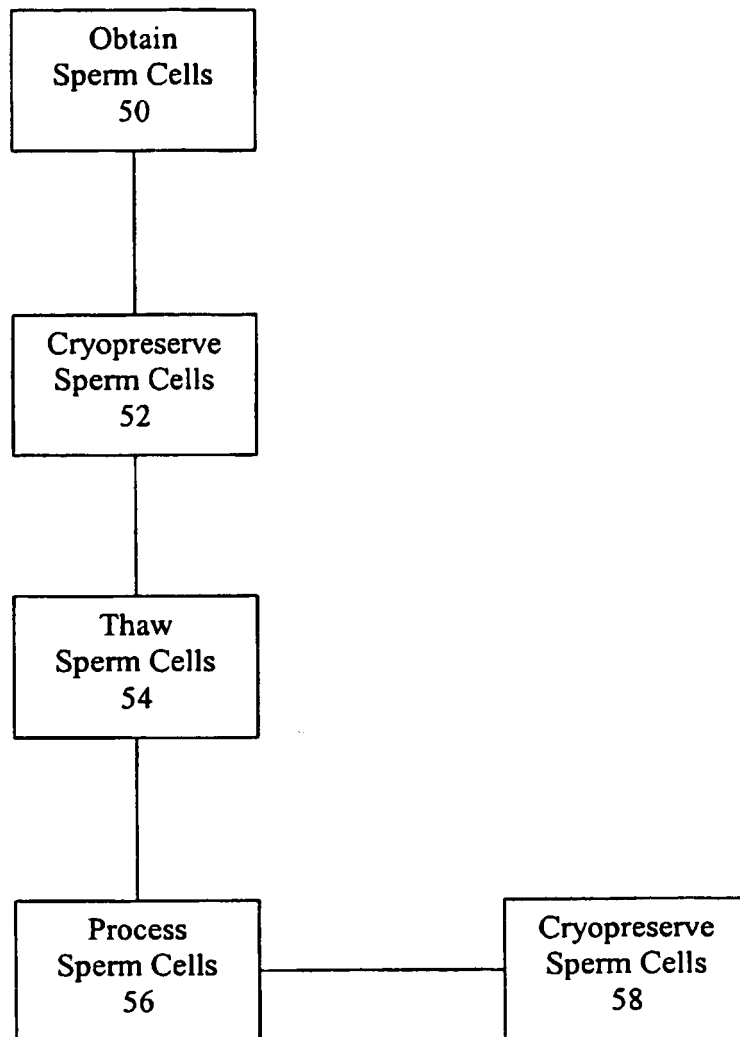 Obtain
Sperm Cells
50
Cryopreserve
Sperm Cells
52
Thaw
Sperm Cells
54
Process
Sperm Cells
56
Cryopreserve
Sperm Cells
58